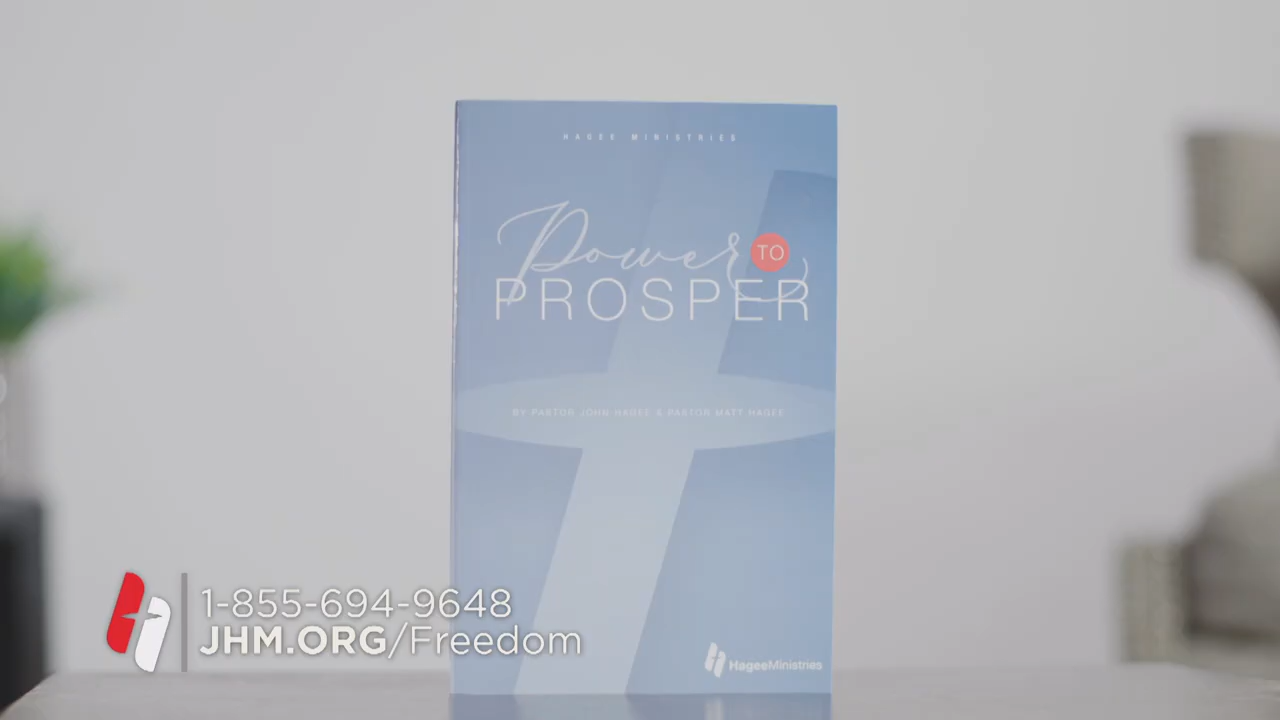 HAGEE MINISTRIES
Power TO
PROSPER
BY PASTOR JOHN HAGEE & PASTOR MATT HAGEE
1-855-694-9648
JHM.ORG/Freedom
HageeMinistries